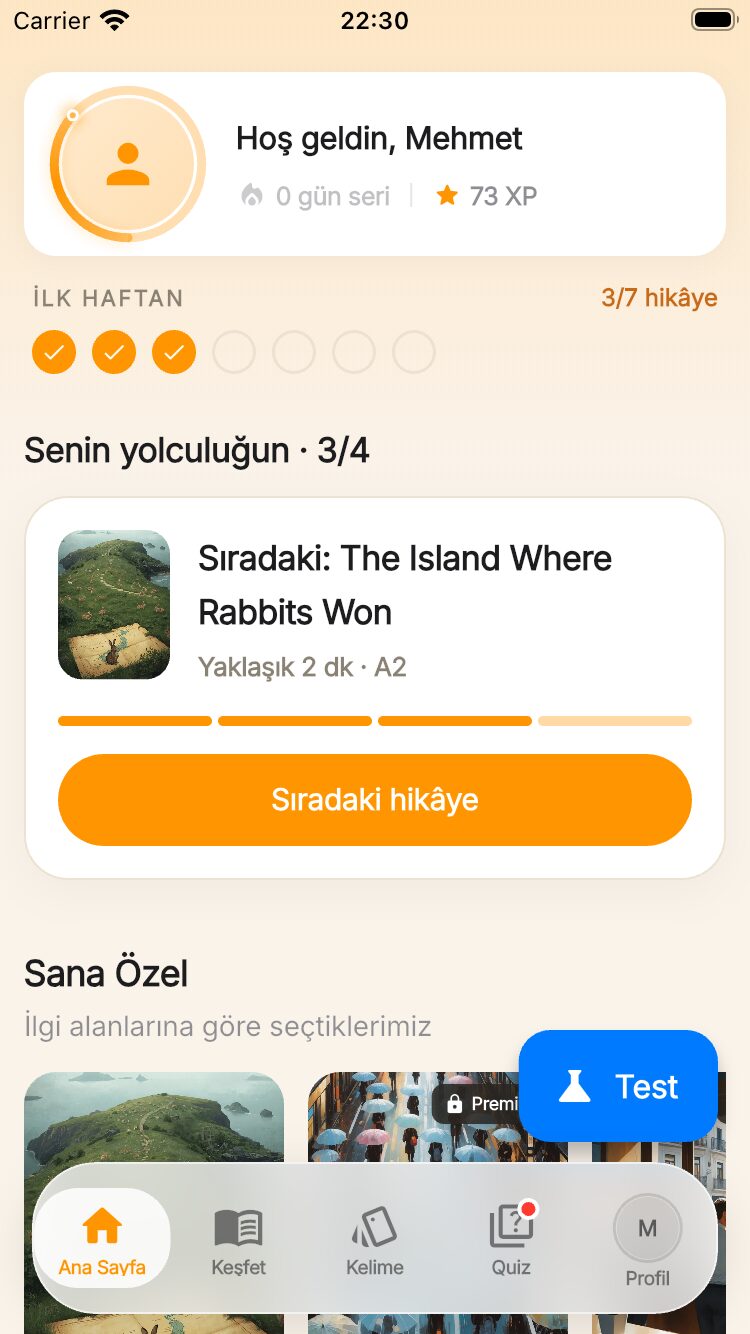 Carrier 22:30
Hoş geldin, Mehmet
0 gün seri
73 XP
İLK HAFTAN
3/7 hikâye
Senin yolculuğun · 3/4
Sıradaki: The Island Where
Rabbits Won
Yaklaşık 2 dk · A2
Sıradaki hikâye
Sana Özel
İlgi alanlarına göre seçtiklerimiz
Premi
Test
Ana Sayfa
Keşfet
Kelime
Quiz
M
Profil